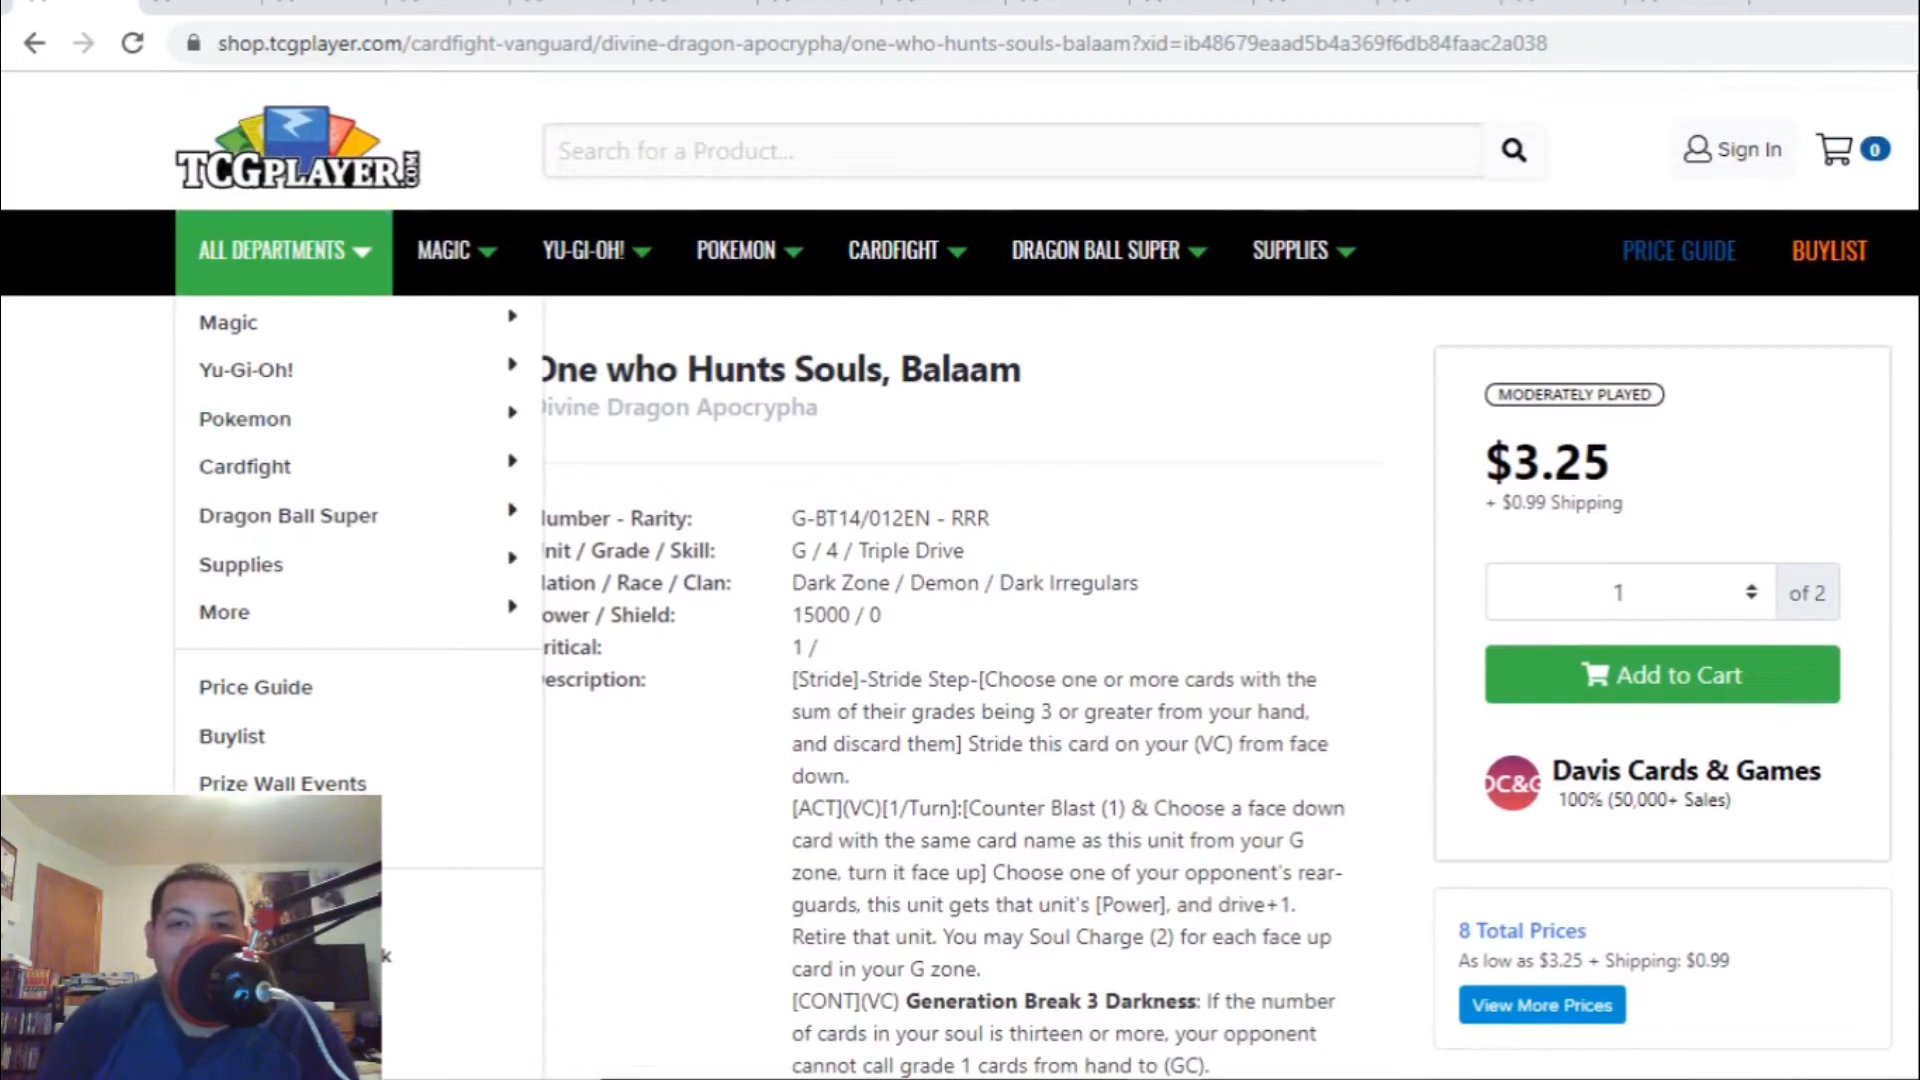 shop.tcgplayer.com/cardfight-vanguard/divine-dragon-apocrypha/one-who-hunts-souls-balaam?xid=ib48679eaad5b4a369f6db84faac2a038
TCGPLAYER.COM
Search for a Product...
Sign In
0
ALL DEPARTMENTS
MAGIC
YU-GI-OH!
POKEMON
CARDFIGHT
DRAGON BALL SUPER
SUPPLIES
PRICE GUIDE
BUYLIST
Magic
Yu-Gi-Oh!
Pokemon
Cardfight
Dragon Ball Super
Supplies
More
Price Guide
Buylist
Prize Wall Events
k
One who Hunts Souls, Balaam
ivine Dragon Apocrypha
umber - Rarity: G-BT14/012EN - RRR
nit / Grade / Skill: G / 4 / Triple Drive
ation / Race / Clan: Dark Zone / Demon / Dark Irregulars
ower / Shield: 15000 / 0
ritical: 1 /
escription: [Stride]-Stride Step-[Choose one or more cards with the
sum of their grades being 3 or greater from your hand,
and discard them] Stride this card on your (VC) from face
down.
[ACT](VC)[1/Turn]:[Counter Blast (1) & Choose a face down
card with the same card name as this unit from your G
zone, turn it face up] Choose one of your opponent's rear-
guards, this unit gets that unit's [Power], and drive+1.
Retire that unit. You may Soul Charge (2) for each face up
card in your G zone.
[CONT](VC) Generation Break 3 Darkness: If the number
of cards in your soul is thirteen or more, your opponent
cannot call grade 1 cards from hand to (GC).
MODERATELY PLAYED
$3.25
+ $0.99 Shipping
1 of 2
Add to Cart
DC&G
Davis Cards & Games
100% (50,000+ Sales)
8 Total Prices
As low as $3.25 + Shipping: $0.99
View More Prices